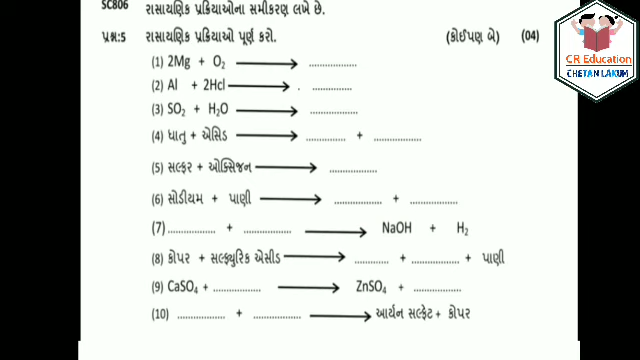 SC806 રાસાયણિક પ્રક્રિયાઓના સમીકરણ લખે છે.
પ્રશ્ન:5 રાસાયણિક પ્રક્રિયાઓ પૂર્ણ કરો. (કોઈપણ બે) (04)
(1) 2Mg + O₂ ⟶ ................
(2) Al + 2Hcl ⟶ . .............
(3) SO₂ + H₂O ⟶ ................
(4) ધાતુ + એસિડ ⟶ ............. + ................
(5) સલ્ફર + ઓક્સિજન ⟶ ................
(6) સોડીયમ + પાણી ⟶ ................ + ................
(7) ................ + ................ ⟶ NaOH + H₂
(8) કોપર + સલ્ફ્યુરિક એસીડ ⟶ ............ + ................ + પાણી
(9) CaSO₄ + ................ ⟶ ZnSO₄ + ................
(10) ................ + ................ ⟶ આર્યન સલ્ફેટ + કોપર
CR Education
CHETAN LAKUM